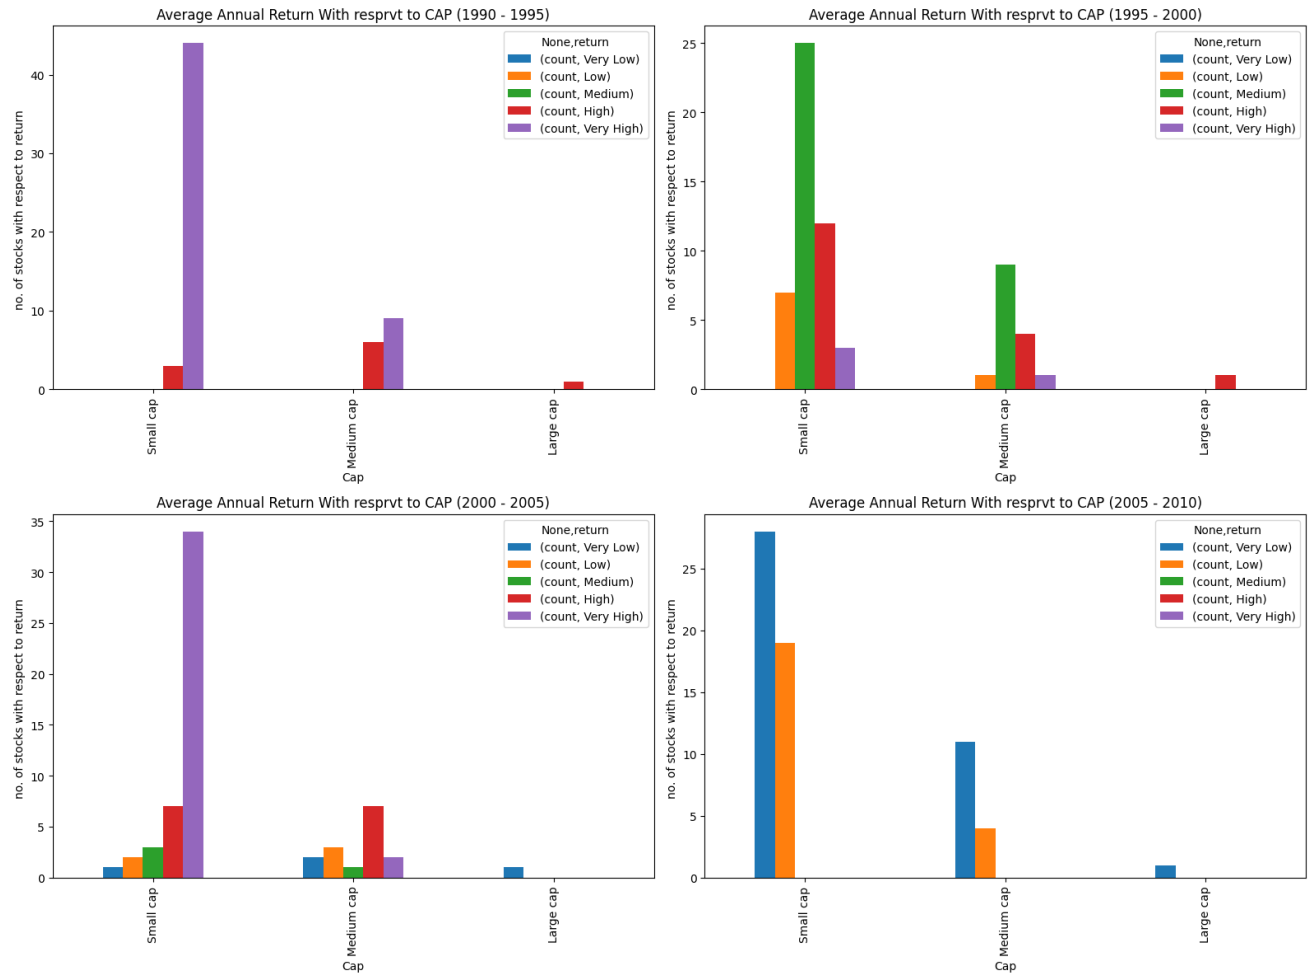 Average Annual Return With resprvt to CAP (1990 - 1995)
no. of stocks with respect to return
40
30
20
10
0
None,return
(count, Very Low)
(count, Low)
(count, Medium)
(count, High)
(count, Very High)
Small cap
Medium cap
Large cap
Cap
Average Annual Return With resprvt to CAP (1995 - 2000)
no. of stocks with respect to return
25
20
15
10
5
0
None,return
(count, Very Low)
(count, Low)
(count, Medium)
(count, High)
(count, Very High)
Small cap
Medium cap
Large cap
Cap
Average Annual Return With resprvt to CAP (2000 - 2005)
no. of stocks with respect to return
35
30
25
20
15
10
5
0
None,return
(count, Very Low)
(count, Low)
(count, Medium)
(count, High)
(count, Very High)
Small cap
Medium cap
Large cap
Cap
Average Annual Return With resprvt to CAP (2005 - 2010)
no. of stocks with respect to return
25
20
15
10
5
0
None,return
(count, Very Low)
(count, Low)
(count, Medium)
(count, High)
(count, Very High)
Small cap
Medium cap
Large cap
Cap